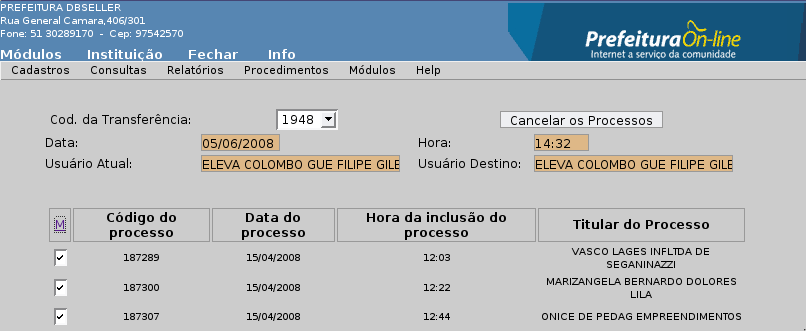 PREFEITURA DBSELLER
Rua General Camara,406/301
Fone: 51 30289170 - Cep: 97542570
Módulos Instituição Fechar Info
PrefeituraOn-line
Internet a serviço da comunidade
Cadastros Consultas Relatórios Procedimentos Módulos Help
Cod. da Transferência: 1948 Cancelar os Processos
Data: 05/06/2008 Hora: 14:32
Usuário Atual: ELEVA COLOMBO GUE FILIPE GILE Usuário Destino: ELEVA COLOMBO GUE FILIPE GILE
M Código do processo Data do processo Hora da inclusão do processo Titular do Processo
187289 15/04/2008 12:03 VASCO LAGES INFLTDA DE SEGANINAZZI
187300 15/04/2008 12:22 MARIZANGELA BERNARDO DOLORES LILA
187307 15/04/2008 12:44 ONICE DE PEDAG EMPREENDIMENTOS